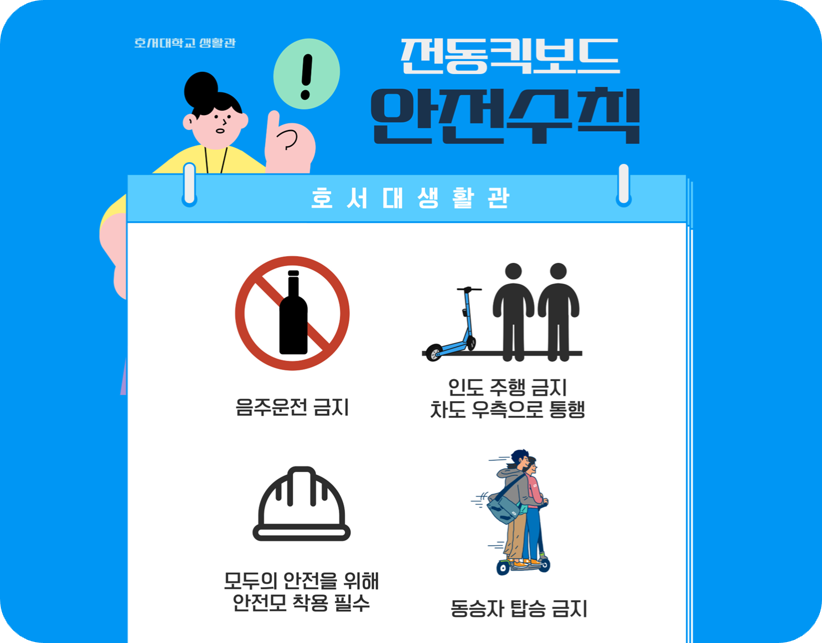 호서대학교 생활관
전동킥보드
안전수칙
호서대생활관
음주운전 금지
인도 주행 금지
차도 우측으로 통행
모두의 안전을 위해
안전모 착용 필수
동승자 탑승 금지